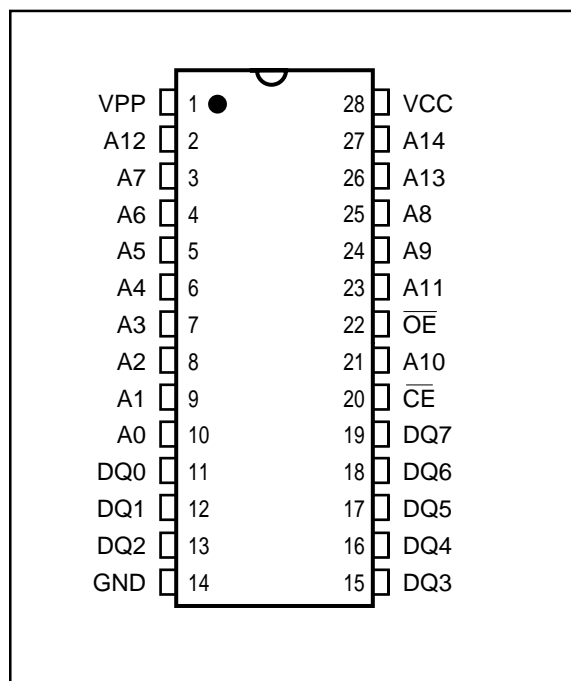 VPP 1 28 VCC
A12 2 27 A14
A7 3 26 A13
A6 4 25 A8
A5 5 24 A9
A4 6 23 A11
A3 7 22 O̅E̅
A2 8 21 A10
A1 9 20 C̅E̅
A0 10 19 DQ7
DQ0 11 18 DQ6
DQ1 12 17 DQ5
DQ2 13 16 DQ4
GND 14 15 DQ3